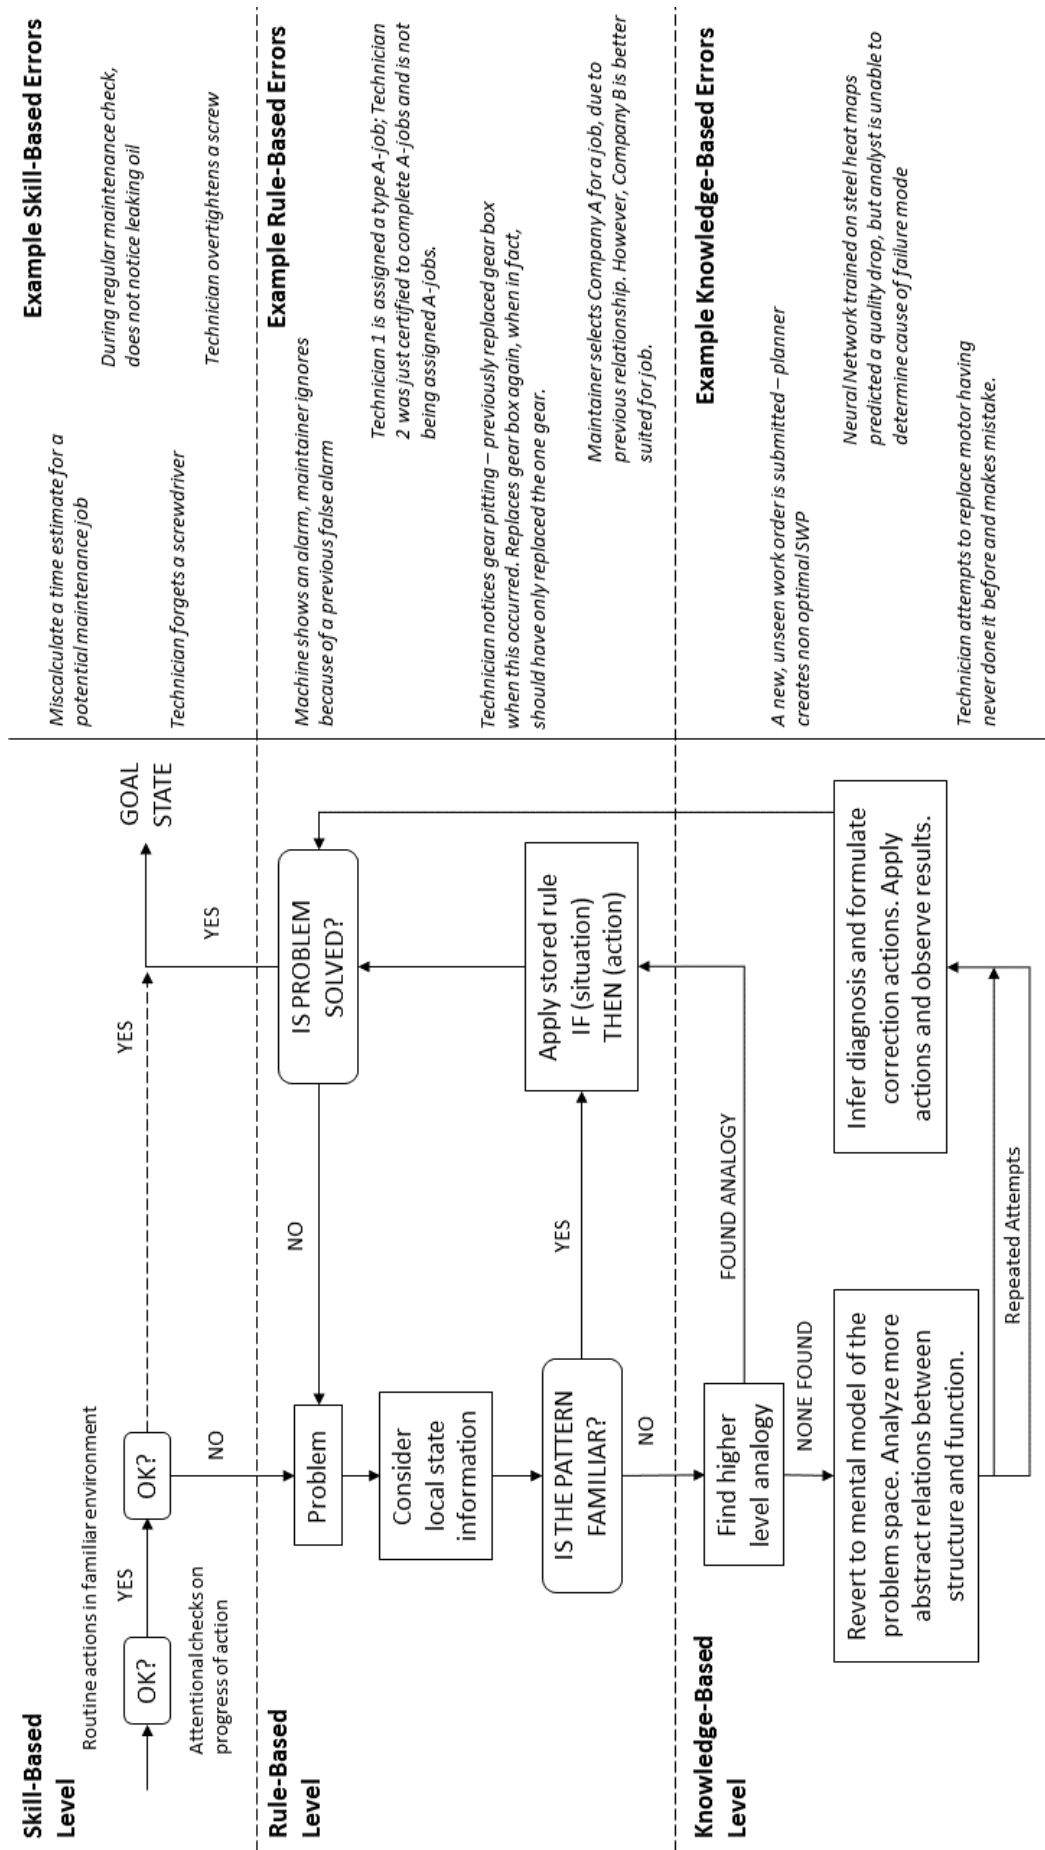 Skill-Based
Level
Routine actions in familiar environment
OK?
YES
OK?
YES
GOAL
STATE
Attentional checks on
progress of action
NO
YES
Example Skill-Based Errors
Miscalculate a time estimate for a
potential maintenance job
During regular maintenance check,
does not notice leaking oil
Technician forgets a screwdriver
Technician overtightens a screw
Rule-Based
Level
Problem
NO
IS PROBLEM
SOLVED?
Consider
local state
information
IS THE PATTERN
FAMILIAR?
YES
Apply stored rule
IF (situation)
THEN (action)
NO
Example Rule-Based Errors
Machine shows an alarm, maintainer ignores
because of a previous false alarm
Technician 1 is assigned a type A-job; Technician
2 was just certified to complete A-jobs and is not
being assigned A-jobs.
Technician notices gear pitting – previously replaced gear box
when this occurred. Replaces gear box again, when in fact,
should have only replaced the one gear.
Maintainer selects Company A for a job, due to
previous relationship. However, Company B is better
suited for job.
Knowledge-Based
Level
Find higher
level analogy
FOUND ANALOGY
NONE FOUND
Revert to mental model of the
problem space. Analyze more
abstract relations between
structure and function.
Infer diagnosis and formulate
correction actions. Apply
actions and observe results.
Repeated Attempts
Example Knowledge-Based Errors
A new, unseen work order is submitted – planner
creates non optimal SWP
Neural Network trained on steel heat maps
predicted a quality drop, but analyst is unable to
determine cause of failure mode
Technician attempts to replace motor having
never done it before and makes mistake.